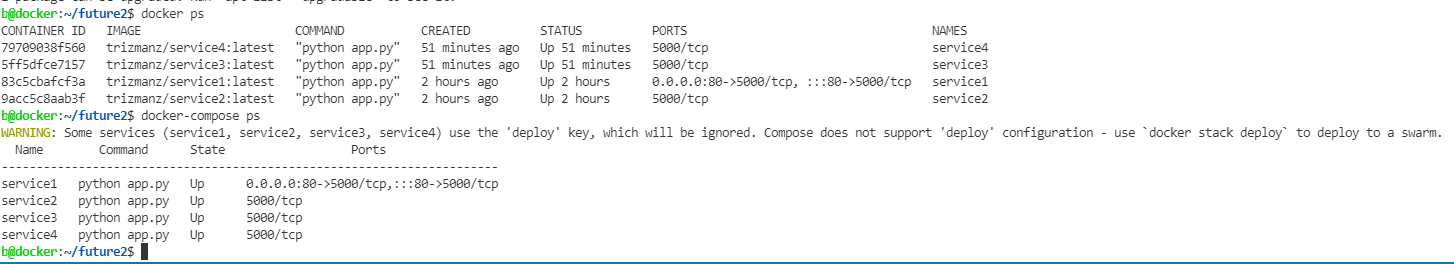 b@docker:~/future2$ docker ps
CONTAINER ID IMAGE COMMAND CREATED STATUS PORTS NAMES
79709038f560 trizmanz/service4:latest "python app.py" 51 minutes ago Up 51 minutes 5000/tcp service4
5ff5dfce7157 trizmanz/service3:latest "python app.py" 51 minutes ago Up 51 minutes 5000/tcp service3
83c5cbafcf3a trizmanz/service1:latest "python app.py" 2 hours ago Up 2 hours 0.0.0.0:80->5000/tcp, :::80->5000/tcp service1
9acc5c8aab3f trizmanz/service2:latest "python app.py" 2 hours ago Up 2 hours 5000/tcp service2
b@docker:~/future2$ docker-compose ps
WARNING: Some services (service1, service2, service3, service4) use the 'deploy' key, which will be ignored. Compose does not support 'deploy' configuration - use `docker stack deploy` to deploy to a swarm.
Name Command State Ports
----------------------------------------------------------------------
service1 python app.py Up 0.0.0.0:80->5000/tcp,:::80->5000/tcp
service2 python app.py Up 5000/tcp
service3 python app.py Up 5000/tcp
service4 python app.py Up 5000/tcp
b@docker:~/future2$